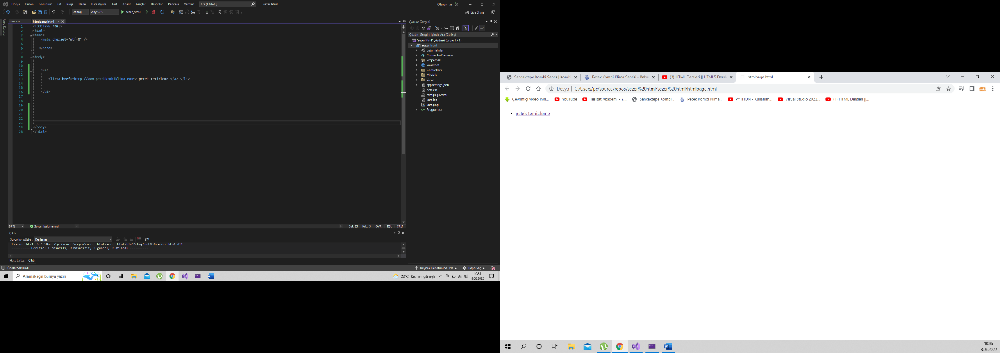 Dosya Düzen Görünüm Git Proje Derle Hata Ayıkla Test Analiz Araçlar Uzantılar Pencere Yardım Ara (Ctrl+Q) sezer html Oturum aç
Debug Any CPU sezer_html Live Share
Araç Kutusu
ders.css htmlpage.html
1 <!DOCTYPE html>
2 <html>
3 <head>
4 <meta charset="utf-8" />
5
6 </head>
7
8 <body>
9
10
11 <ul>
12
13 <li><a href="http://www.petekkombiklima.com"> petek temizleme </a> </li>
14
15
16 </ul>
17
18
19
20
21
22
23
24 </body>
25 </html>
99 % Sorun bulunamadı Sat: 23 Krkt: 5 OVR BŞL CRLF
Çıktı
Şu çıktıyı göster: Derleme
1>sezer html -> C:\Users\pc\source\repos\sezer html\sezer html\bin\Debug\net6.0\sezer html.dll
========== Derleme: 1 başarılı, 0 başarısız, 0 güncel, 0 atlandı ==========
Hata Listesi Çıktı
Öğeler Saklandı Kaynak Denetimine Ekle Depo Seç 2
Çözüm Gezgini
Çözüm Gezgini İçinde Ara (Ctrl+ş)
'sezer html' çözümü (proje 1 / 1)
sezer html
Bağımlılıklar
Connected Services
Properties
wwwroot
Controllers
Models
Views
appsettings.json
ders.css
htmlpage.html
kare.ico
kare.png
C# Program.cs
Aramak için buraya yazın 22°C Kısmen güneşli 10:35
8.06.2022
Sancaktepe Kombi Servis | Komb Petek Kombi Klima Servisi - Bakı (3) HTML Dersleri || HTML5 Ders htmlpage.html
Dosya | C:/Users/pc/source/repos/sezer%20html/sezer%20html/htmlpage.html
Çevrimiçi video indi... YouTube Tesisat Akademi - Y... Sancaktepe Kombi... Petek Kombi Klima... PYTHON - Kullanım... Visual Studio 2022... (1) HTML Dersleri ||...
• petek temizleme
10:35
8.06.2022